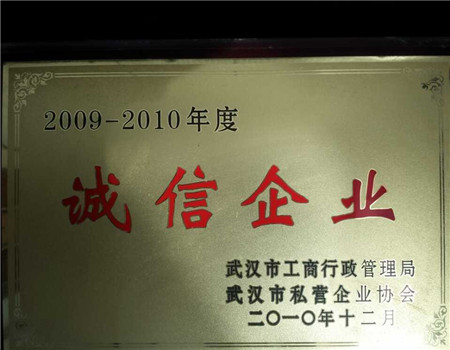 2009-2010年度
诚信企业
武汉市工商行政管理局
武汉市私营企业协会
二〇一〇年十二月